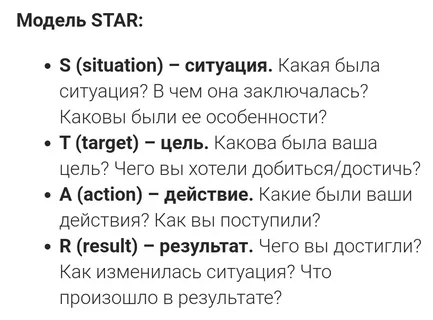 Модель STAR:
• S (situation) – ситуация. Какая была
ситуация? В чем она заключалась?
Каковы были ее особенности?
• T (target) – цель. Какова была ваша
цель? Чего вы хотели добиться/достичь?
• A (action) – действие. Какие были ваши
действия? Как вы поступили?
• R (result) – результат. Чего вы достигли?
Как изменилась ситуация? Что
произошло в результате?